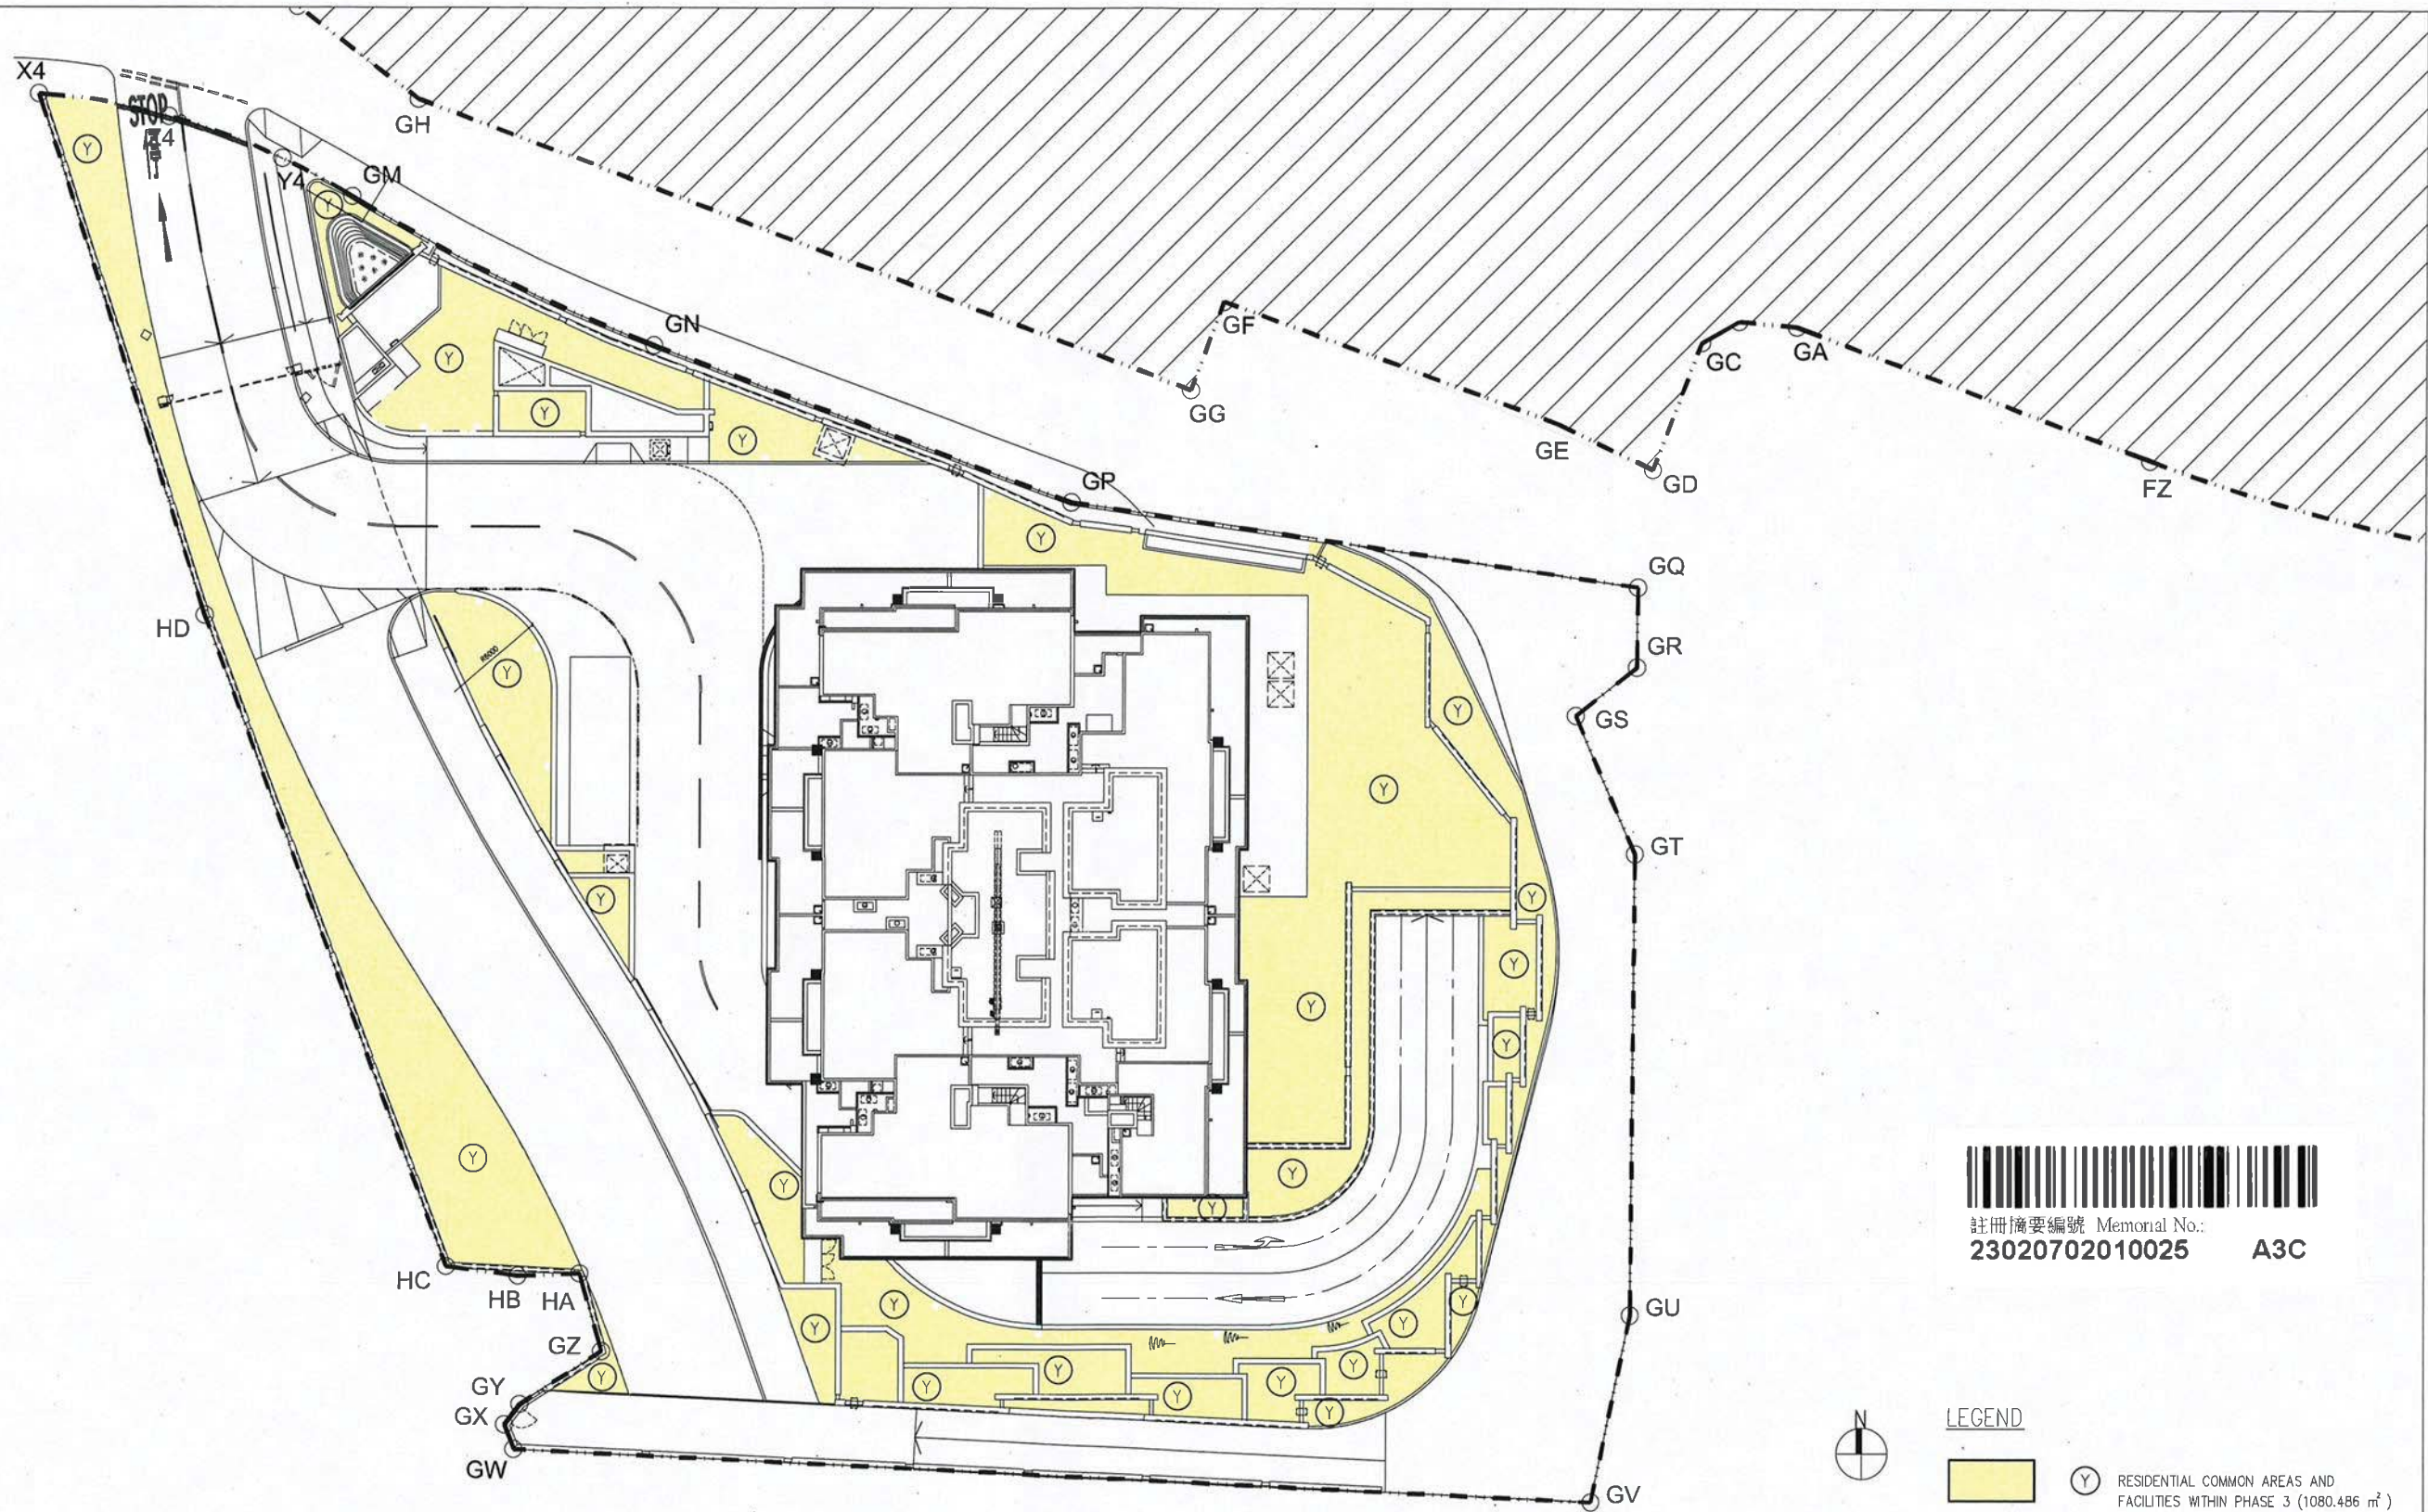 X4
STOP
GH
Y4
GM
Y
Y
GN
Y
Y
Y
GF
GG
GC
GA
GE
GD
FZ
GP
Y
GQ
GR
HD
R6000
Y
Y
GS
Y
GT
Y
Y
Y
Y
Y
Y
Y
Y
Y
註冊摘要編號 Memorial No.:
23020702010025 A3C
HC
HB
HA
Y
Y
Y
Y
GU
GZ
Y
Y
Y
Y
Y
Y
Y
GY
GX
GW
GV
N
LEGEND
Y RESIDENTIAL COMMON AREAS AND
FACILITIES WITHIN PHASE 3 (1080.486 m²)